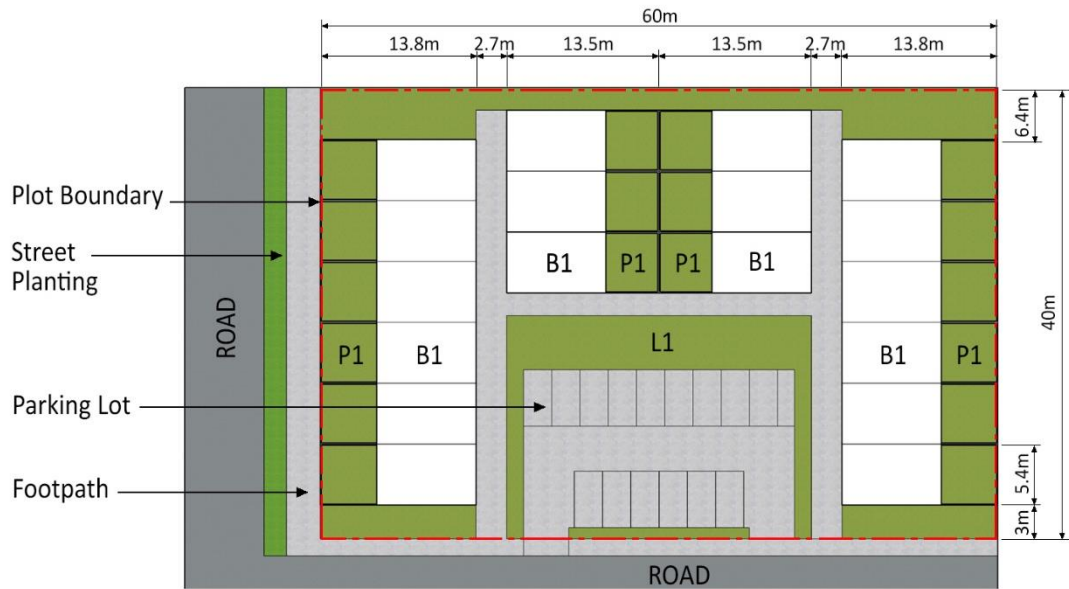 60m
13.8m 2.7m 13.5m 13.5m 2.7m 13.8m
6.4m
Plot Boundary
Street
Planting
B1 P1 P1 B1
ROAD
40m
P1 B1 L1 B1 P1
Parking Lot
5.4m
Footpath
3m
ROAD